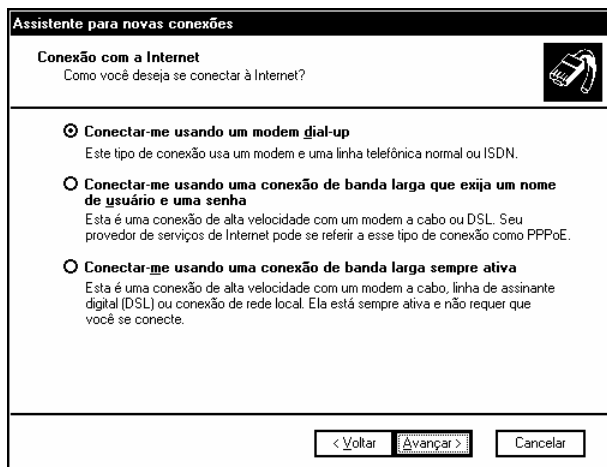 Assistente para novas conexões
Conexão com a Internet
Como você deseja se conectar à Internet?
Conectar-me usando um modem dial-up
Este tipo de conexão usa um modem e uma linha telefônica normal ou ISDN.
Conectar-me usando uma conexão de banda larga que exija um nome
de usuário e uma senha
Esta é uma conexão de alta velocidade com um modem a cabo ou DSL. Seu
provedor de serviços de Internet pode se referir a esse tipo de conexão como PPPoE.
Conectar-me usando uma conexão de banda larga sempre ativa
Esta é uma conexão de alta velocidade com um modem a cabo, linha de assinante
digital (DSL) ou conexão de rede local. Ela está sempre ativa e não requer que
você se conecte.
< Voltar Avançar > Cancelar